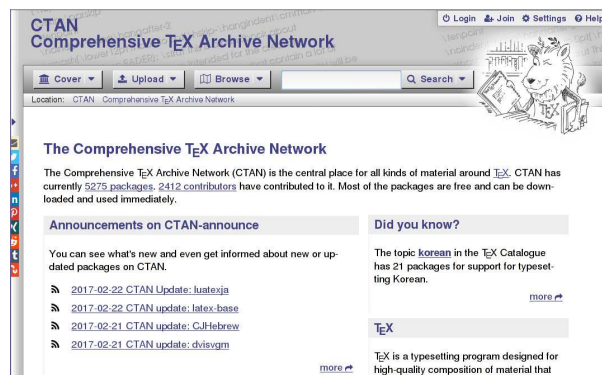 Login Join Settings Help
CTAN
Comprehensive TEX Archive Network
Cover Upload Browse Search
Location: CTAN Comprehensive TEX Archive Network
The Comprehensive TEX Archive Network
The Comprehensive TEX Archive Network (CTAN) is the central place for all kinds of material around TEX. CTAN has
currently 5275 packages. 2412 contributors have contributed to it. Most of the packages are free and can be down-
loaded and used immediately.
Announcements on CTAN-announce
You can see what's new and even get informed about new or up-
dated packages on CTAN.
2017-02-22 CTAN Update: luatexja
2017-02-22 CTAN update: latex-base
2017-02-21 CTAN update: CJHebrew
2017-02-21 CTAN update: dvisvgm
more
Did you know?
The topic korean in the TEX Catalogue
has 21 packages for support for typeset-
ting Korean.
more
TEX
TEX is a typesetting program designed for
high-quality composition of material that